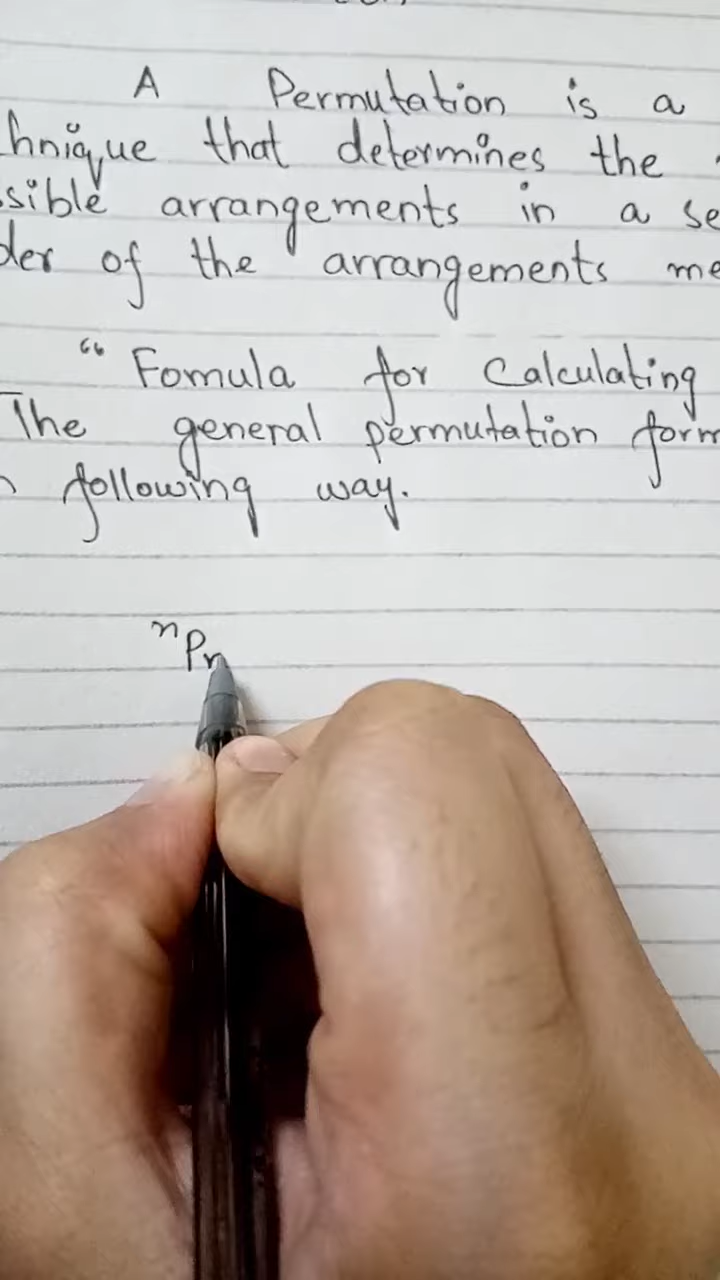 A Permutation is a
hnique that determines the
sible arrangements in a se
der of the arrangements me
“ Fomula for Calculating
The general permutation form
following way.
ⁿPr